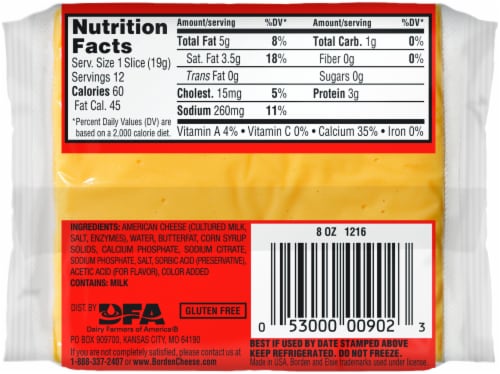 Nutrition
Facts
Serv. Size 1 Slice (19g)
Servings 12
Calories 60
Fat Cal. 45
*Percent Daily Values (DV) are
based on a 2,000 calorie diet.
Amount/serving %DV* Amount/serving %DV*
Total Fat 5g 8% Total Carb. 1g 0%
Sat. Fat 3.5g 18% Fiber 0g 0%
Trans Fat 0g Sugars 0g
Cholest. 15mg 5% Protein 3g
Sodium 260mg 11%
Vitamin A 4% • Vitamin C 0% • Calcium 35% • Iron 0%
INGREDIENTS: AMERICAN CHEESE (CULTURED MILK,
SALT, ENZYMES), WATER, BUTTERFAT, CORN SYRUP
SOLIDS, CALCIUM PHOSPHATE, SODIUM CITRATE,
SODIUM PHOSPHATE, SALT, SORBIC ACID (PRESERVATIVE),
ACETIC ACID (FOR FLAVOR), COLOR ADDED
CONTAINS: MILK
DIST. BY DFA
Dairy Farmers of America®
GLUTEN FREE
PO BOX 909700, KANSAS CITY, MO 64190
If you are not completely satisfied, please contact us at
1-888-337-2407 or www.BordenCheese.com
8 OZ 1216
0 53000 00902 3
BEST IF USED BY DATE STAMPED ABOVE
KEEP REFRIGERATED. DO NOT FREEZE.
Made in USA. Borden and Elsie trademarks used under license.